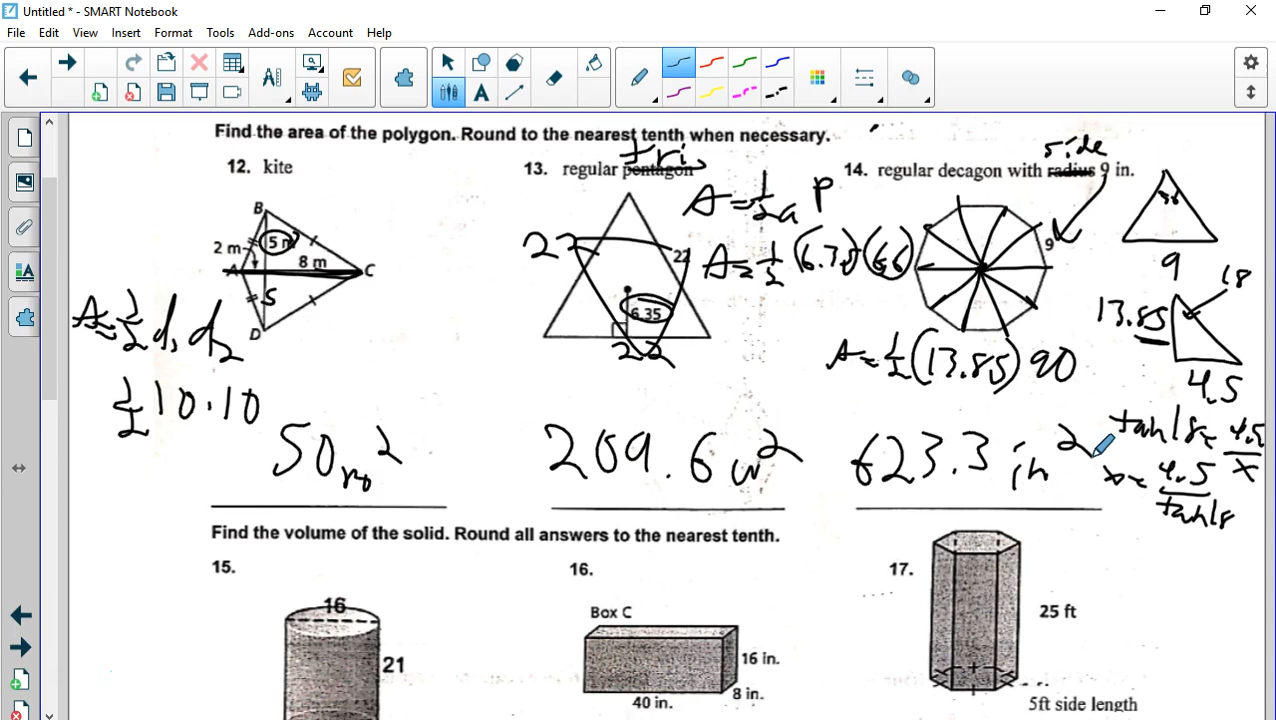 Untitled * - SMART Notebook
File Edit View Insert Format Tools Add-ons Account Help
Find the area of the polygon. Round to the nearest tenth when necessary.
12. kite
B
2 m
5 m
8 m
A
C
5
D
A = 1/2 d1 d2
1/2 10 · 10
50 m2
tri
13. regular pentagon
22
22
6.35
22
A = 1/2 a P
A = 1/2 (6.35) (66)
209.6 u2
side
14. regular decagon with radius 9 in.
9
36
9
18
13.85
4.5
A = 1/2 (13.85) 90
623.3 in2
tan18 = 4.5/x
x = 4.5/tan18
Find the volume of the solid. Round all answers to the nearest tenth.
15.
16
21
16.
Box C
16 in.
8 in.
40 in.
17.
25 ft
5ft side length